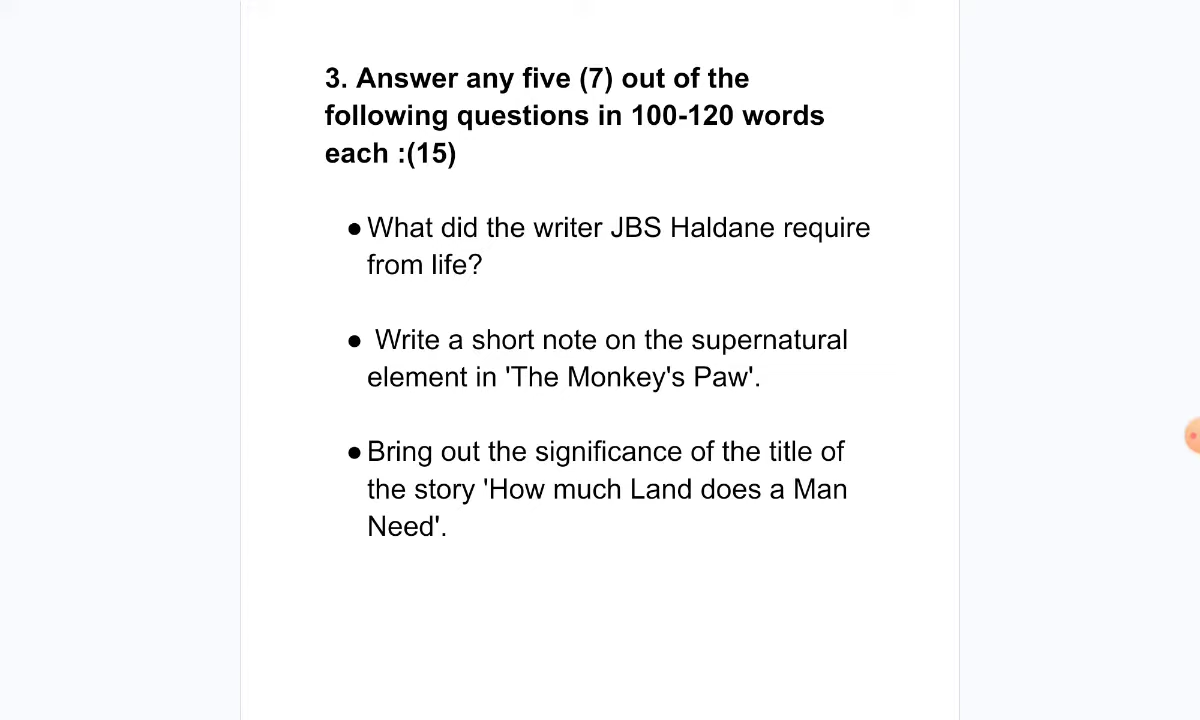 3. Answer any five (7) out of the
following questions in 100-120 words
each :(15)
● What did the writer JBS Haldane require
from life?
● Write a short note on the supernatural
element in 'The Monkey's Paw'.
● Bring out the significance of the title of
the story 'How much Land does a Man
Need'.